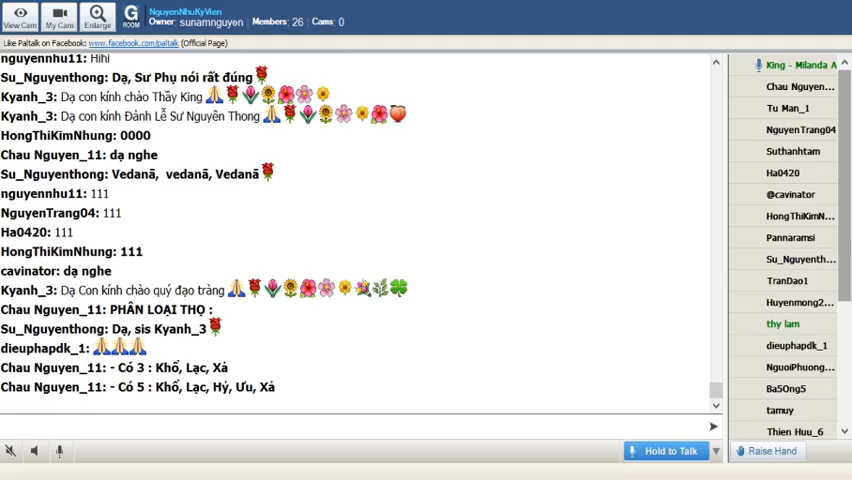 NguyenNhuKyVien
Owner: sunamnguyen Members: 26 Cams: 0
View Cam
My Cam
Enlarge
G
ROOM
Like Paltalk on Facebook: www.facebook.com/paltalk (Official Page)
nguyennhu11: Hihi
Su_Nguyenthong: Dạ, Sư Phụ nói rất đúng
Kyanh_3: Dạ con kính chào Thầy King
Kyanh_3: Dạ con kính Đảnh Lễ Sư Nguyên Thong
HongThiKimNhung: 0000
Chau Nguyen_11: dạ nghe
Su_Nguyenthong: Vedanā, vedanā, Vedanā
nguyennhu11: 111
NguyenTrang04: 111
Ha0420: 111
HongThiKimNhung: 111
cavinator: dạ nghe
Kyanh_3: Dạ Con kính chào quý đạo tràng
Chau Nguyen_11: PHÂN LOẠI THỌ :
Su_Nguyenthong: Dạ, sis Kyanh_3
dieuphapdk_1:
Chau Nguyen_11: - Có 3 : Khổ, Lạc, Xả
Chau Nguyen_11: - Có 5 : Khổ, Lạc, Hỷ, Ưu, Xả
King - Milanda A
Chau Nguyen...
Tu Man_1
NguyenTrang04
Suthanhtam
Ha0420
@cavinator
HongThiKimN...
Pannaramsi
Su_Nguyenth...
TranDao1
Huyenmong2...
thy lam
dieuphapdk_1
NguoiPhuong...
Ba5Ong5
tamuy
Thien Huu_6
Hold to Talk
Raise Hand